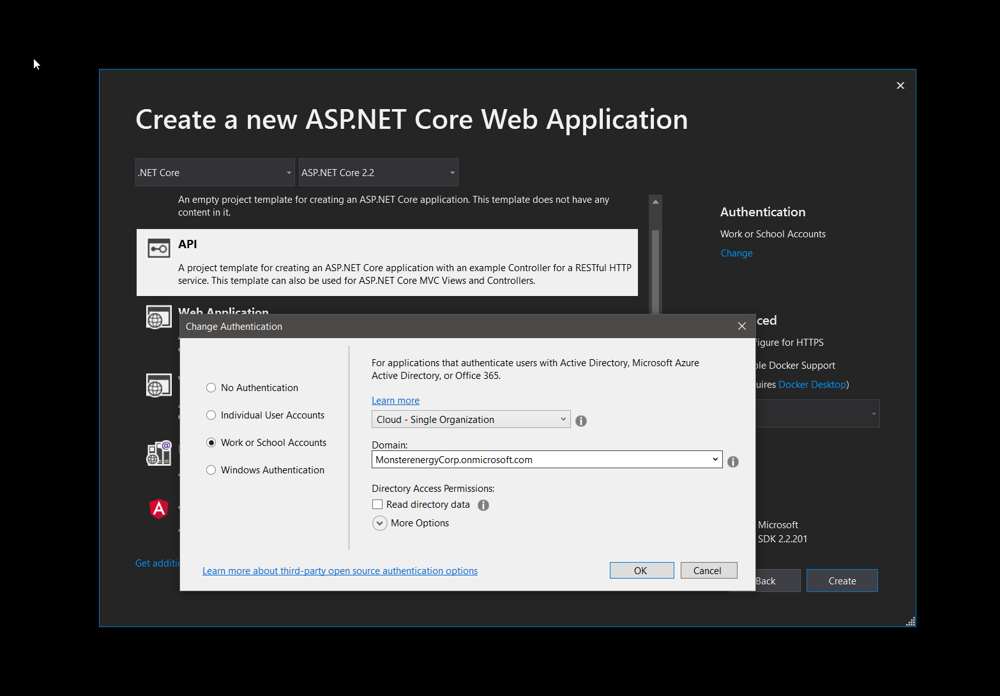 Create a new ASP.NET Core Web Application
.NET Core
ASP.NET Core 2.2
An empty project template for creating an ASP.NET Core application. This template does not have any
content in it.
API
A project template for creating an ASP.NET Core application with an example Controller for a RESTful HTTP
service. This template can also be used for ASP.NET Core MVC Views and Controllers.
Web Application
Authentication
Work or School Accounts
Change
ced
figure for HTTPS
ble Docker Support
uires Docker Desktop)
Microsoft
SDK 2.2.201
Get additi
Back
Create
Change Authentication
No Authentication
Individual User Accounts
Work or School Accounts
Windows Authentication
For applications that authenticate users with Active Directory, Microsoft Azure
Active Directory, or Office 365.
Learn more
Cloud - Single Organization
Domain:
MonsterenergyCorp.onmicrosoft.com
Directory Access Permissions:
Read directory data
More Options
Learn more about third-party open source authentication options
OK
Cancel